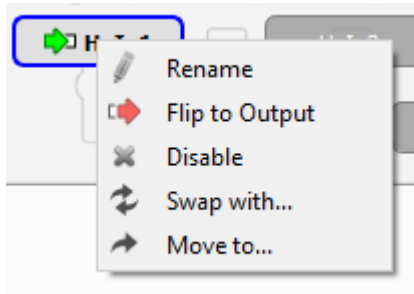 Rename
Flip to Output
Disable
Swap with...
Move to...